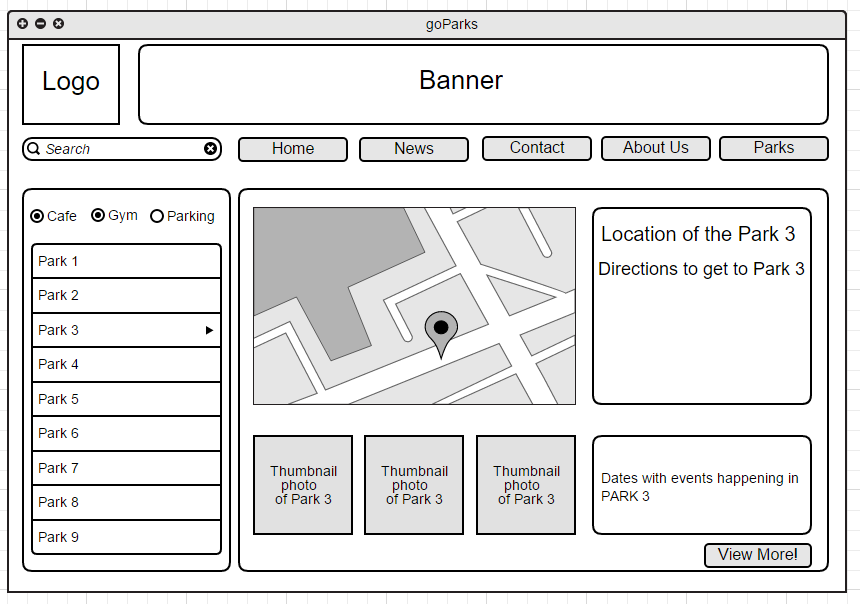 goParks
Logo
Banner
Search
Home
News
Contact
About Us
Parks
Cafe
Gym
Parking
Park 1
Park 2
Park 3
Park 4
Park 5
Park 6
Park 7
Park 8
Park 9
Location of the Park 3
Directions to get to Park 3
Thumbnail
photo
of Park 3
Thumbnail
photo
of Park 3
Thumbnail
photo
of Park 3
Dates with events happening in
PARK 3
View More!